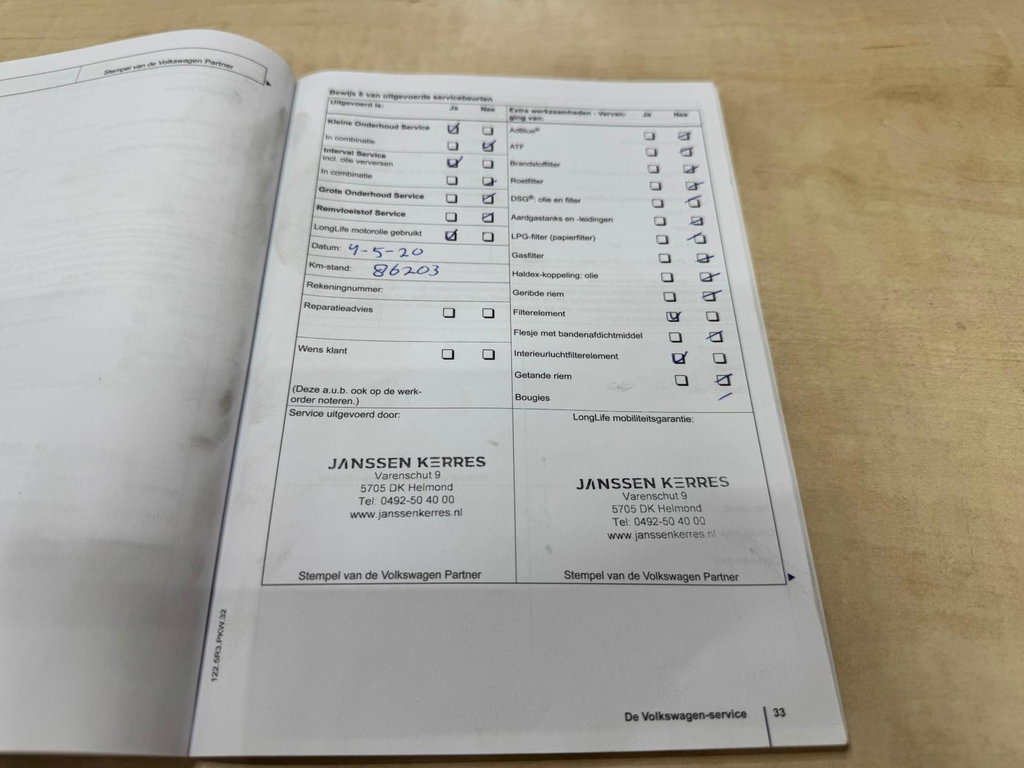 Stempel van de Volkswagen Partner
Bewijs 6 van uitgevoerde servicebeurten
Uitgevoerd is: Ja Nee
Kleine Onderhoud Service
In combinatie
Interval Service
incl. olie verversen
In combinatie
Grote Onderhoud Service
Remvloeistof Service
LongLife motorolie gebruikt
Datum: 4-5-20
Km-stand: 86203
Rekeningnummer:
Reparatieadvies
Wens klant
(Deze a.u.b. ook op de werk-
order noteren.)
Extra werkzaamheden - Vervan-
ging van: Ja Nee
AdBlue®
ATF
Brandstoffilter
Roetfilter
DSG®: olie en filter
Aardgastanks en -leidingen
LPG-filter (papierfilter)
Gasfilter
Haldex-koppeling: olie
Geribde riem
Filterelement
Flesje met bandenafdichtmiddel
Interieurluchtfilterelement
Getande riem
Bougies
Service uitgevoerd door:
JANSSEN KERRES
Varenschut 9
5705 DK Helmond
Tel: 0492-50 40 00
www.janssenkerres.nl
Stempel van de Volkswagen Partner
LongLife mobiliteitsgarantie:
JANSSEN KERRES
Varenschut 9
5705 DK Helmond
Tel: 0492-50 40 00
www.janssenkerres.nl
Stempel van de Volkswagen Partner
122.5R3.PKW.32
De Volkswagen-service 33